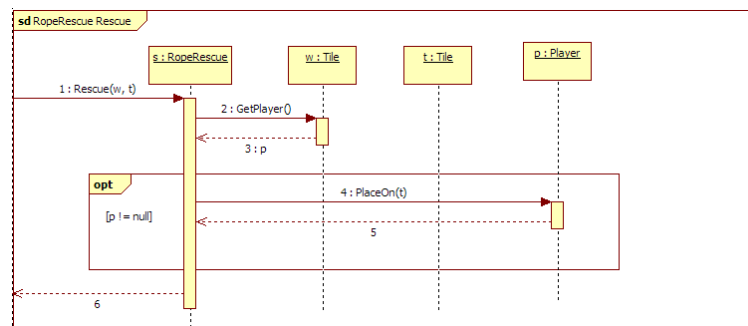 sd RopeRescue Rescue
s : RopeRescue
w : Tile
t : Tile
p : Player
1 : Rescue(w, t)
2 : GetPlayer()
3 : p
opt
4 : PlaceOn(t)
[p != null]
5
6